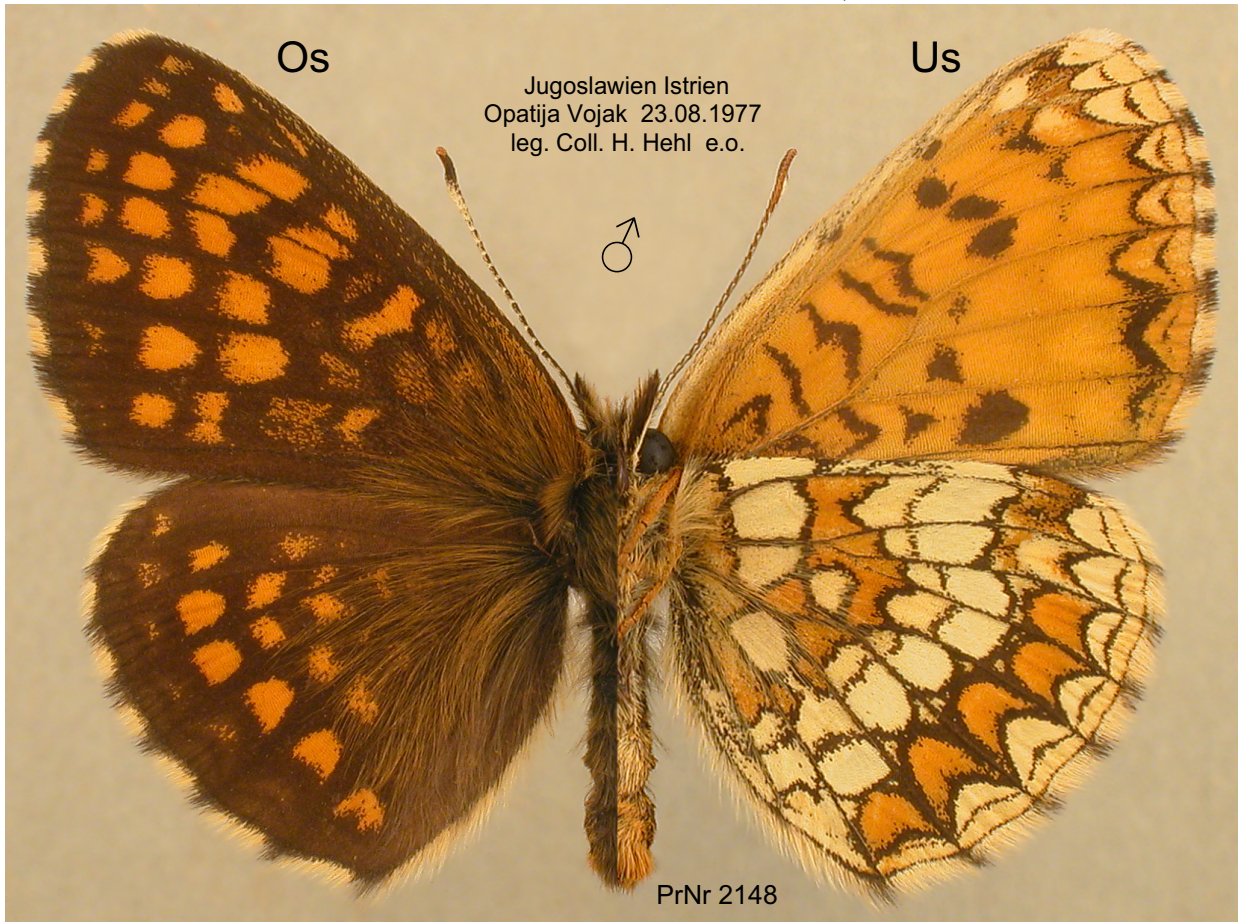 Os
Us
Jugoslawien Istrien
Opatija Vojak 23.08.1977
leg. Coll. H. Hehl e.o.
♂
PrNr 2148